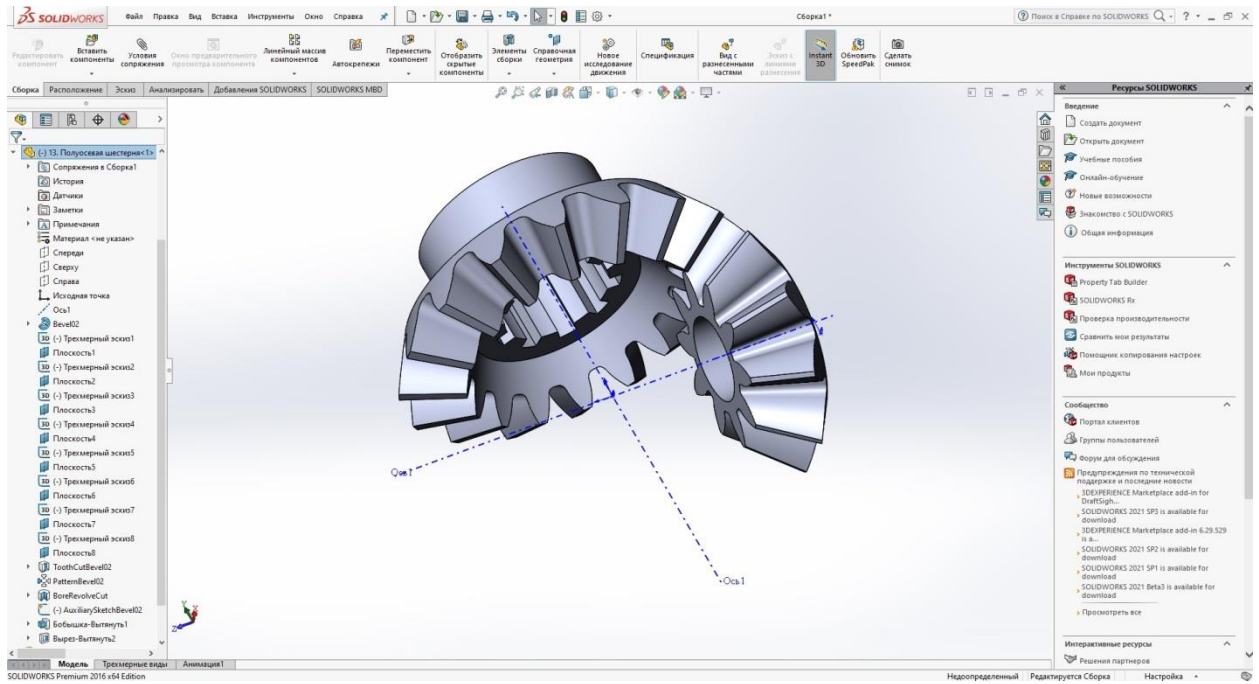 SOLIDWORKS Файл Правка Вид Вставка Инструменты Окно Справка Сборка1 * Поиск в Справке по SOLIDWORKS
Редактировать компонент
Вставить компоненты
Условия сопряжения
Окно предварительного просмотра компонента
Линейный массив компонентов
Автокрепежи
Переместить компонент
Отобразить скрытые компоненты
Элементы сборки
Справочная геометрия
Новое исследование движения
Спецификация
Вид с разнесенными частями
Эскиз с линиями разнесения
Instant 3D
Обновить SpeedPak
Сделать снимок
Сборка Расположение Эскиз Анализировать Добавления SOLIDWORKS SOLIDWORKS MBD
(-) 13. Полуосевая шестерня<1>
Сопряжения в Сборка1
История
Датчики
Заметки
Примечания
Материал <не указан>
Спереди
Сверху
Справа
Исходная точка
Ось1
Bevel02
3D (-) Трехмерный эскиз1
Плоскость1
3D (-) Трехмерный эскиз2
Плоскость2
3D (-) Трехмерный эскиз3
Плоскость3
3D (-) Трехмерный эскиз4
Плоскость4
3D (-) Трехмерный эскиз5
Плоскость5
3D (-) Трехмерный эскиз6
Плоскость6
3D (-) Трехмерный эскиз7
Плоскость7
3D (-) Трехмерный эскиз8
Плоскость8
ToothCutBevel02
PatternBevel02
BoreRevolveCut
(-) AuxiliarySketchBevel02
Бобышка-Вытянуть1
Вырез-Вытянуть2
Ось1
Ось1
Z
Ресурсы SOLIDWORKS
Введение
Создать документ
Открыть документ
Учебные пособия
Онлайн-обучение
Новые возможности
Знакомство с SOLIDWORKS
Общая информация
Инструменты SOLIDWORKS
Property Tab Builder
SOLIDWORKS Rx
Проверка производительности
Сравнить мои результаты
Помощник копирования настроек
Мои продукты
Сообщество
Портал клиентов
Группы пользователей
Форум для обсуждения
Предупреждения по технической
поддержке и последние новости
3DEXPERIENCE Marketplace add-in for
DraftSigh...
SOLIDWORKS 2021 SP3 is available for
download
3DEXPERIENCE Marketplace add-in 6.29.529
is a...
SOLIDWORKS 2021 SP2 is available for
download
SOLIDWORKS 2021 SP1 is available for
download
SOLIDWORKS 2021 Beta3 is available for
download
Просмотреть все
Интерактивные ресурсы
Решения партнеров
Модель Трехмерные виды Анимация1
SOLIDWORKS Premium 2016 x64 Edition Недоопределенный Редактируется Сборка Настройка